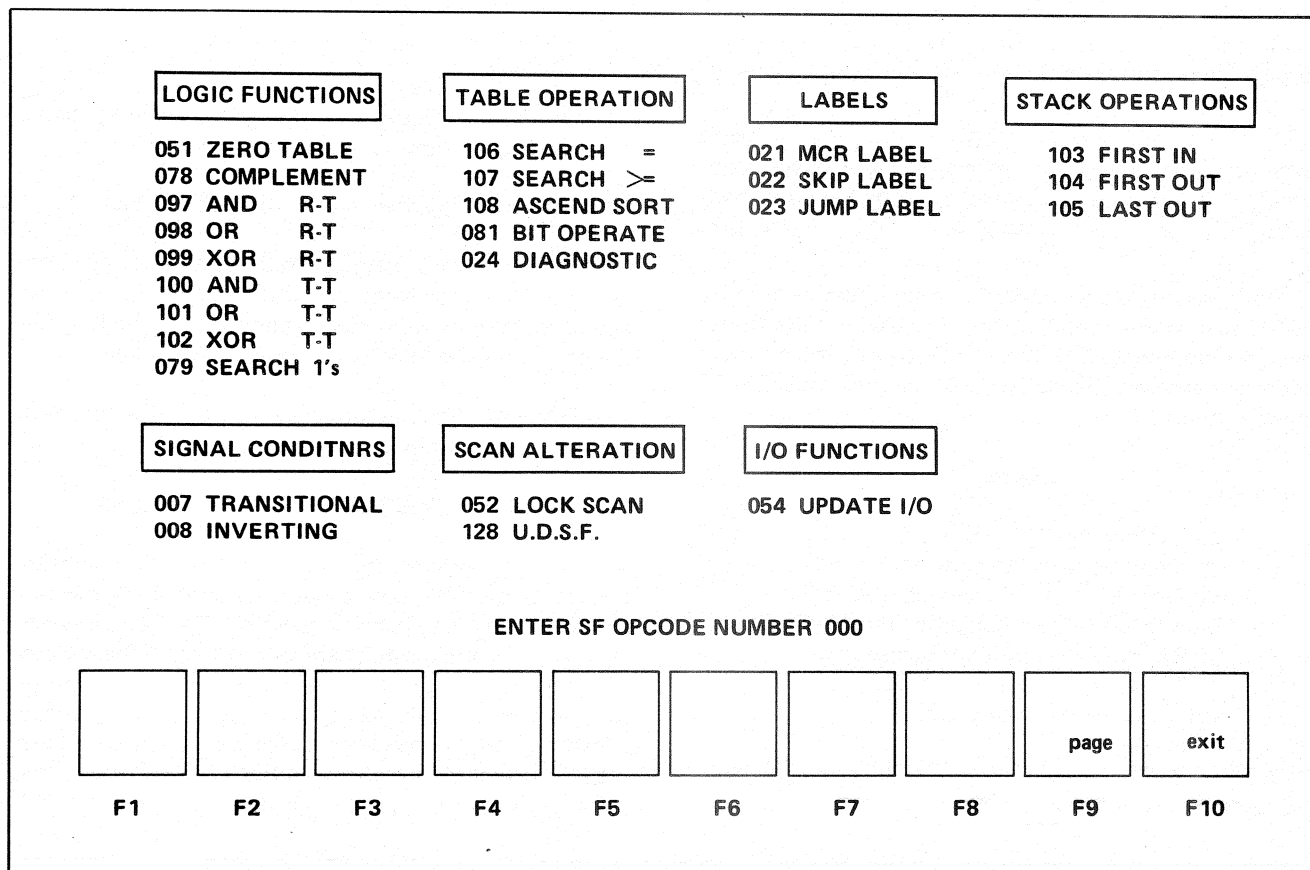 LOGIC FUNCTIONS
051 ZERO TABLE
078 COMPLEMENT
097 AND R-T
098 OR R-T
099 XOR R-T
100 AND T-T
101 OR T-T
102 XOR T-T
079 SEARCH 1's
TABLE OPERATION
106 SEARCH =
107 SEARCH >=
108 ASCEND SORT
081 BIT OPERATE
024 DIAGNOSTIC
LABELS
021 MCR LABEL
022 SKIP LABEL
023 JUMP LABEL
STACK OPERATIONS
103 FIRST IN
104 FIRST OUT
105 LAST OUT
SIGNAL CONDITNRS
007 TRANSITIONAL
008 INVERTING
SCAN ALTERATION
052 LOCK SCAN
128 U.D.S.F.
I/O FUNCTIONS
054 UPDATE I/O
ENTER SF OPCODE NUMBER 000
page exit
F1 F2 F3 F4 F5 F6 F7 F8 F9 F10